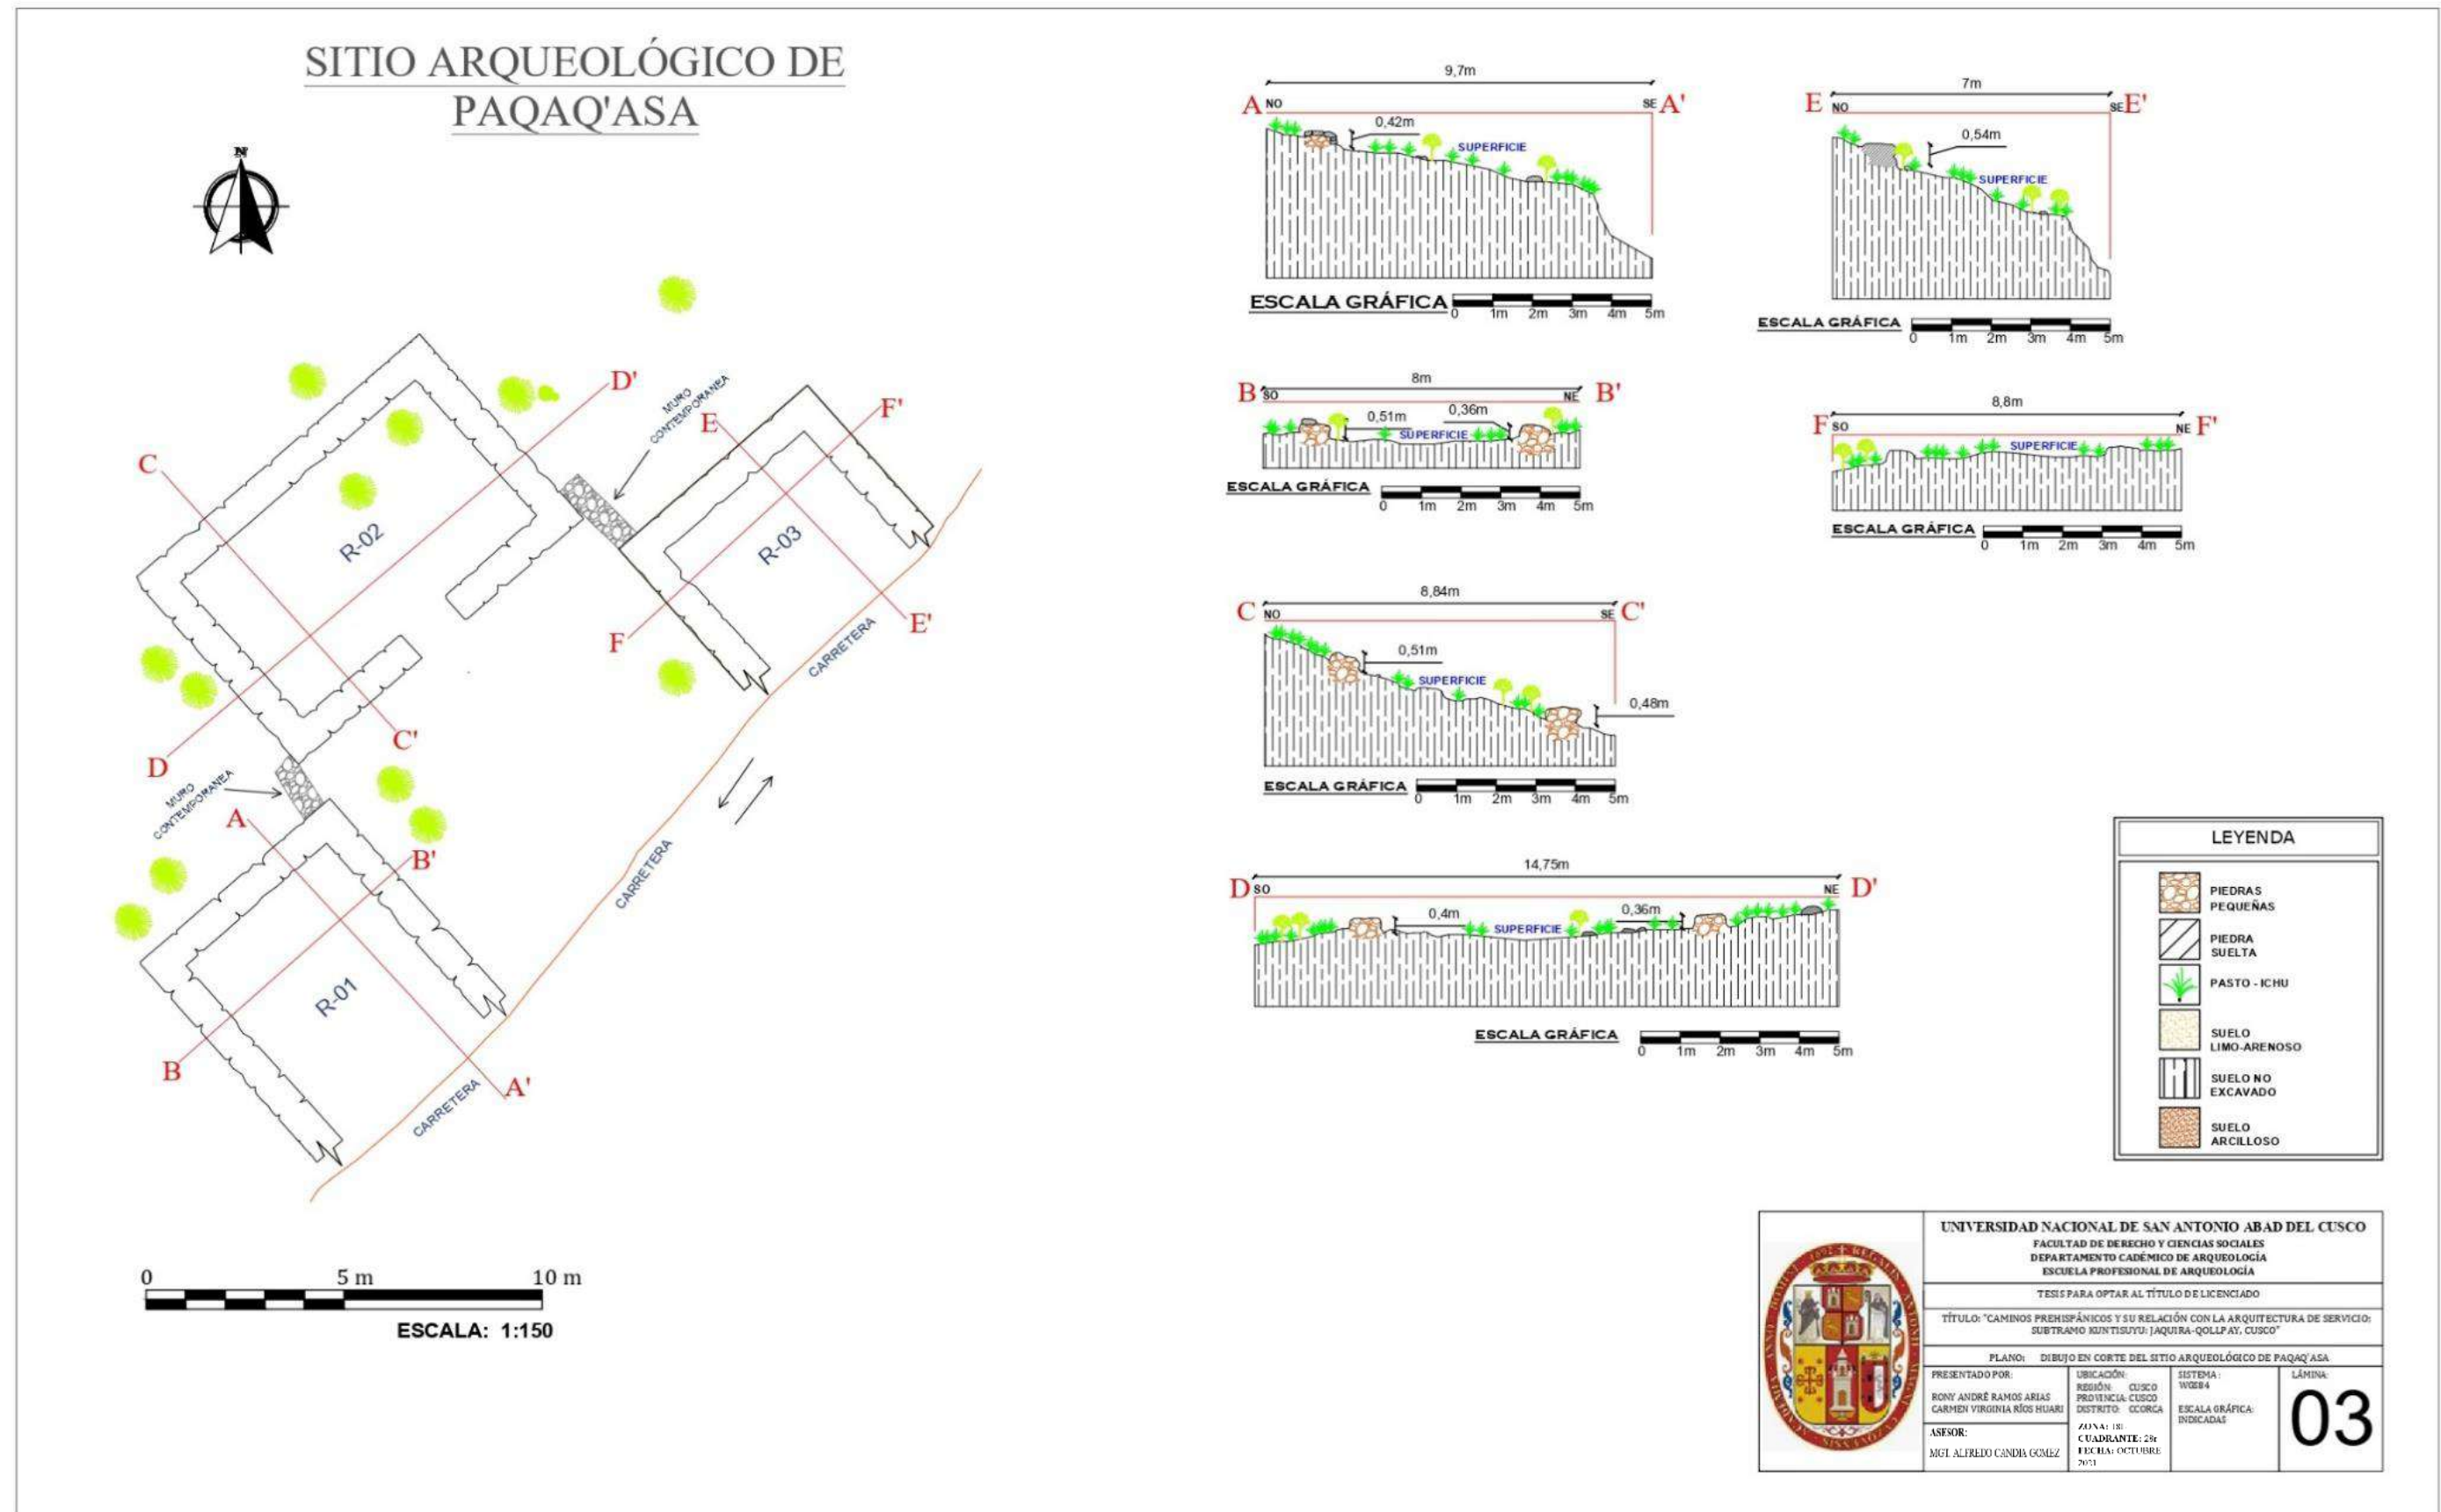 SITIO ARQUEOLÓGICO DE
PAQAQ'ASA
N
D'
MURO
CONTEMPORANEA
E
F'
C
R-02
R-03
F
E'
CARRETERA
C'
D
MURO
CONTEMPORANEA
A
B'
CARRETERA
R-01
B
A'
CARRETERA
0 5 m 10 m
ESCALA: 1:150
9,7m
A NO SE A'
0,42m
SUPERFICIE
ESCALA GRÁFICA
0 1m 2m 3m 4m 5m
7m
E NO SE E'
0,54m
SUPERFICIE
ESCALA GRÁFICA
0 1m 2m 3m 4m 5m
8m
B SO NE B'
0,51m 0,36m
SUPERFICIE
ESCALA GRÁFICA
0 1m 2m 3m 4m 5m
8,8m
F SO NE F'
SUPERFICIE
ESCALA GRÁFICA
0 1m 2m 3m 4m 5m
8,84m
C NO SE C'
0,51m
SUPERFICIE
0,48m
ESCALA GRÁFICA
0 1m 2m 3m 4m 5m
14,75m
D SO NE D'
0,4m 0,36m
SUPERFICIE
ESCALA GRÁFICA
0 1m 2m 3m 4m 5m
LEYENDA
PIEDRAS
PEQUEÑAS
PIEDRA
SUELTA
PASTO - ICHU
SUELO
LIMO-ARENOSO
SUELO NO
EXCAVADO
SUELO
ARCILLOSO
UNIVERSIDAD NACIONAL DE SAN ANTONIO ABAD DEL CUSCO
FACULTAD DE DERECHO Y CIENCIAS SOCIALES
DEPARTAMENTO CADÉMICO DE ARQUEOLOGÍA
ESCUELA PROFESIONAL DE ARQUEOLOGÍA
TESIS PARA OPTAR AL TÍTULO DE LICENCIADO
TÍTULO: "CAMINOS PREHISPÁNICOS Y SU RELACIÓN CON LA ARQUITECTURA DE SERVICIO:
SUBTRAMO KUNTISUYU: JAQUIRA-QOLLPAY, CUSCO"
PLANO: DIBUJO EN CORTE DEL SITIO ARQUEOLÓGICO DE PAQAQ'ASA
PRESENTADO POR:
RONY ANDRÉ RAMOS ARIAS
CARMEN VIRGINIA RÍOS HUARI
ASESOR:
MGT. ALFREDO CANDIA GOMEZ
UBICACIÓN:
REGIÓN: CUSCO
PROVINCIA: CUSCO
DISTRITO: CCORCA
ZONA:
CUADRANTE:
FECHA: OCTUBRE
SISTEMA:
WGS84
ESCALA GRÁFICA:
INDICADAS
LÁMINA:
03